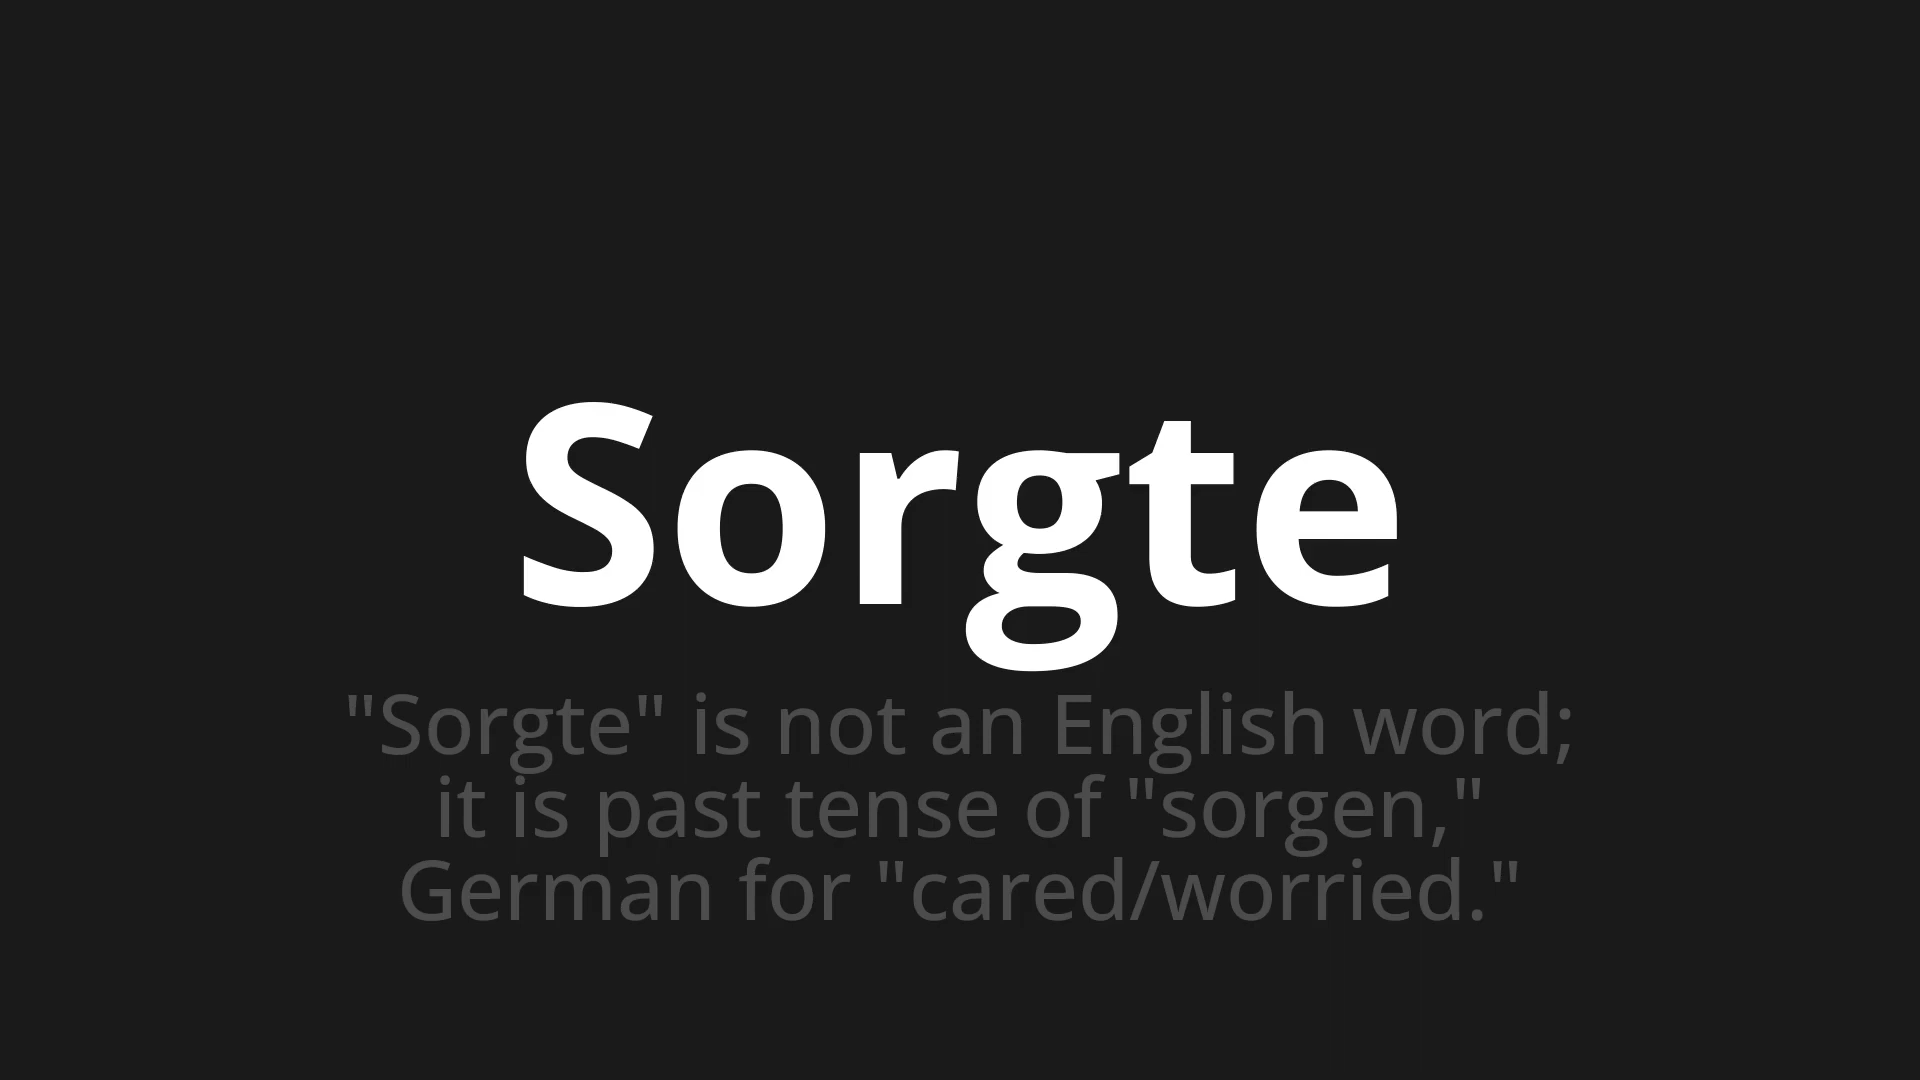 Sorgte
"Sorgte" is not an English word;
it is past tense of "sorgen,"
German for "cared/worried."